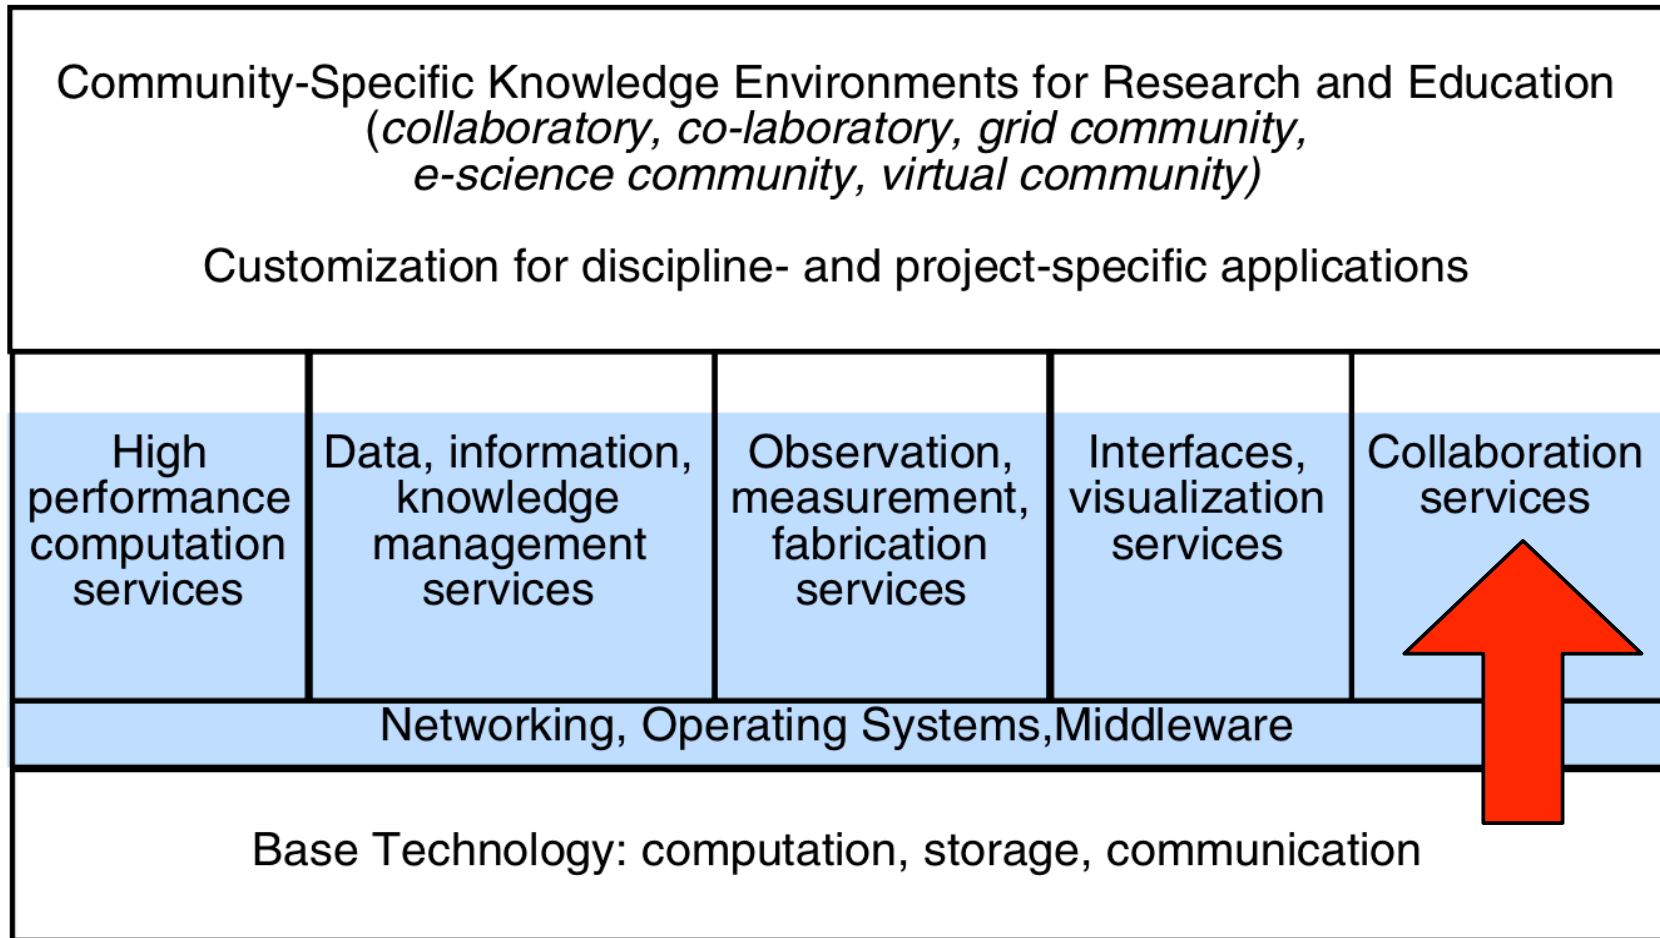 Community-Specific Knowledge Environments for Research and Education
(collaboratory, co-laboratory, grid community,
e-science community, virtual community)
Customization for discipline- and project-specific applications
High
performance
computation
services
Data, information,
knowledge
management
services
Observation,
measurement,
fabrication
services
Interfaces,
visualization
services
Collaboration
services
Networking, Operating Systems,Middleware
Base Technology: computation, storage, communication